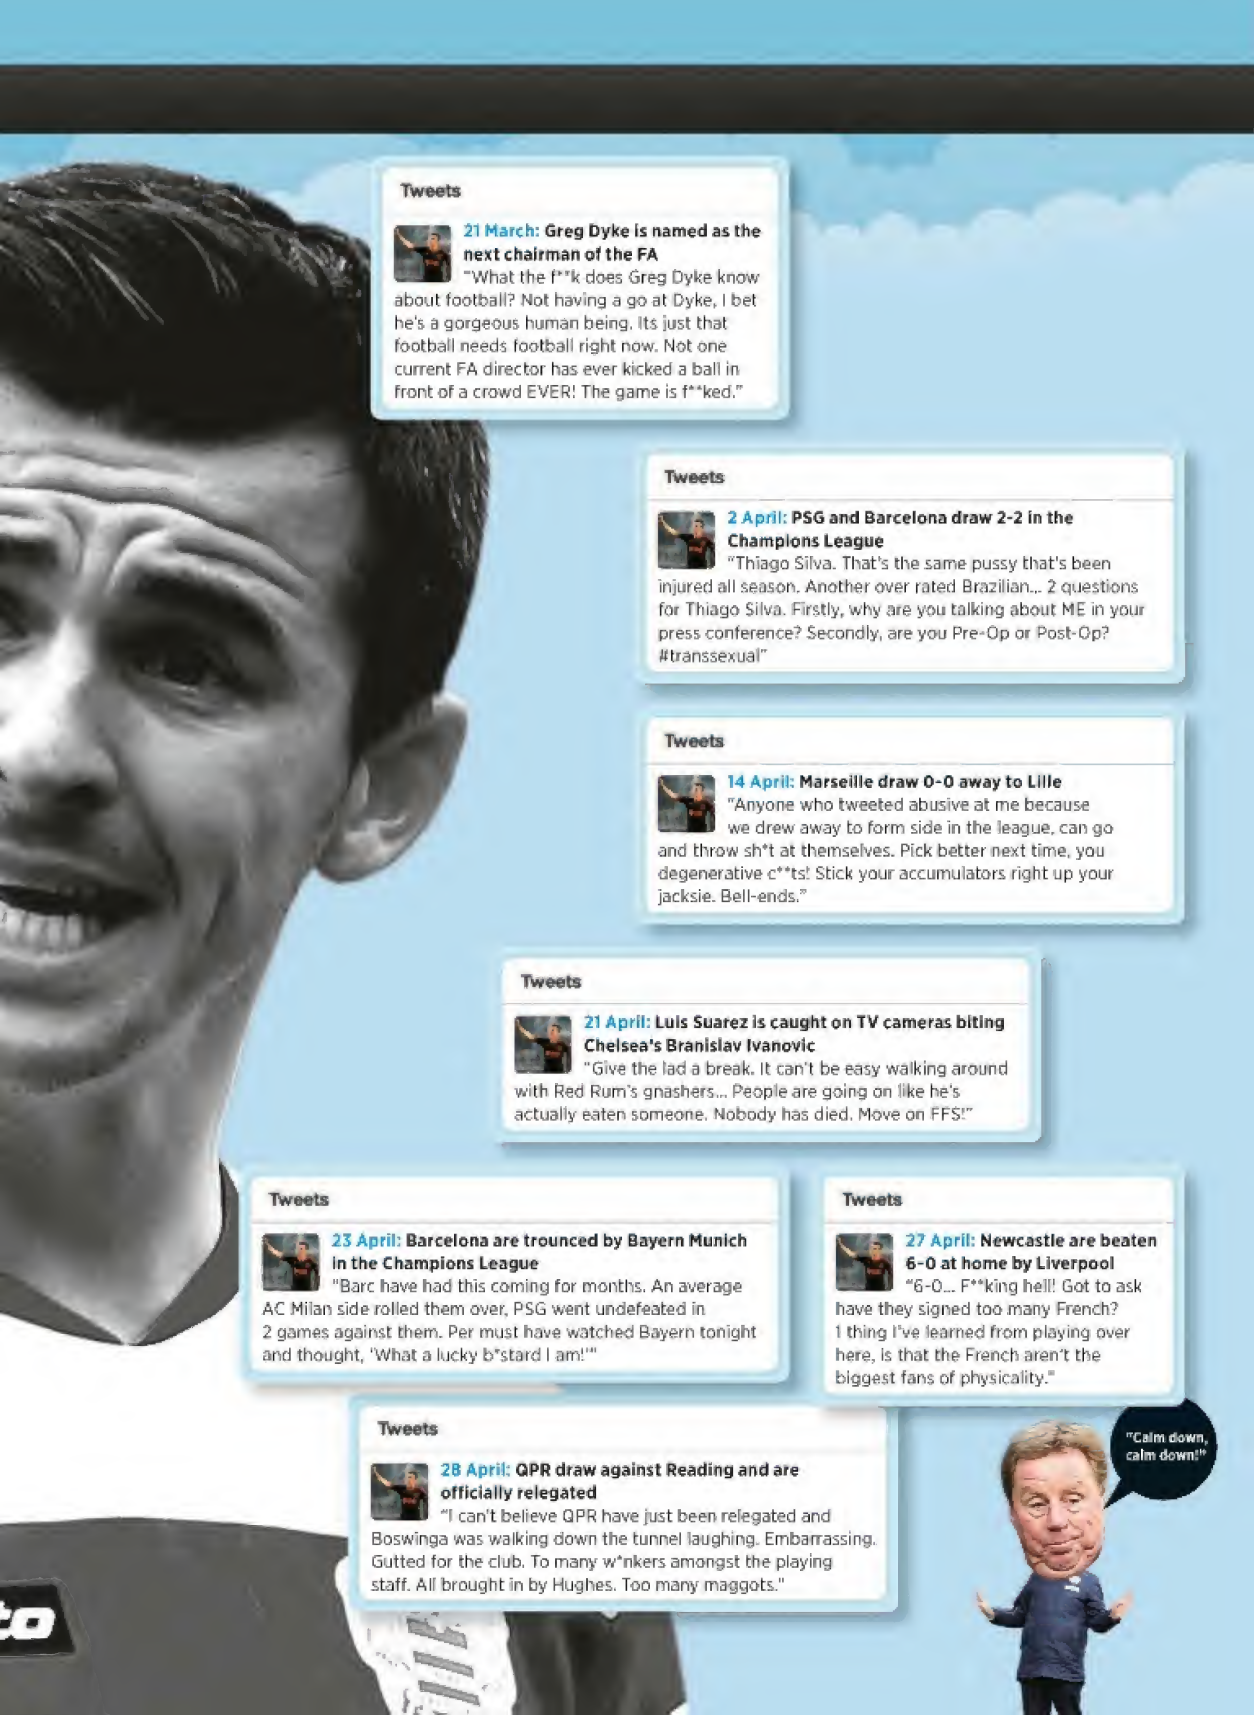 Tweets
21 March: Greg Dyke is named as the
next chairman of the FA
"What the f**k does Greg Dyke know
about football? Not having a go at Dyke, I bet
he's a gorgeous human being. Its just that
football needs football right now. Not one
current FA director has ever kicked a ball in
front of a crowd EVER! The game is f**ked."
Tweets
2 April: PSG and Barcelona draw 2-2 in the
Champions League
"Thiago Silva. That's the same pussy that's been
injured all season. Another over rated Brazilian... 2 questions
for Thiago Silva. Firstly, why are you talking about ME in your
press conference? Secondly, are you Pre-Op or Post-Op?
#transsexual"
Tweets
14 April: Marseille draw 0-0 away to Lille
"Anyone who tweeted abusive at me because
we drew away to form side in the league, can go
and throw sh*t at themselves. Pick better next time, you
degenerative c**ts! Stick your accumulators right up your
jacksie. Bell-ends."
Tweets
21 April: Luis Suarez is caught on TV cameras biting
Chelsea's Branislav Ivanovic
"Give the lad a break. It can't be easy walking around
with Red Rum's gnashers... People are going on like he's
actually eaten someone. Nobody has died. Move on FFS!"
Tweets
23 April: Barcelona are trounced by Bayern Munich
in the Champions League
"Barc have had this coming for months. An average
AC Milan side rolled them over, PSG went undefeated in
2 games against them. Per must have watched Bayern tonight
and thought, 'What a lucky b*stard I am!'"
Tweets
27 April: Newcastle are beaten
6-0 at home by Liverpool
"6-0... F**king hell! Got to ask
have they signed too many French?
1 thing I've learned from playing over
here, is that the French aren't the
biggest fans of physicality."
Tweets
28 April: QPR draw against Reading and are
officially relegated
"I can't believe QPR have just been relegated and
Boswinga was walking down the tunnel laughing. Embarrassing.
Gutted for the club. To many w*nkers amongst the playing
staff. All brought in by Hughes. Too many maggots."
"Calm down,
calm down!"
to